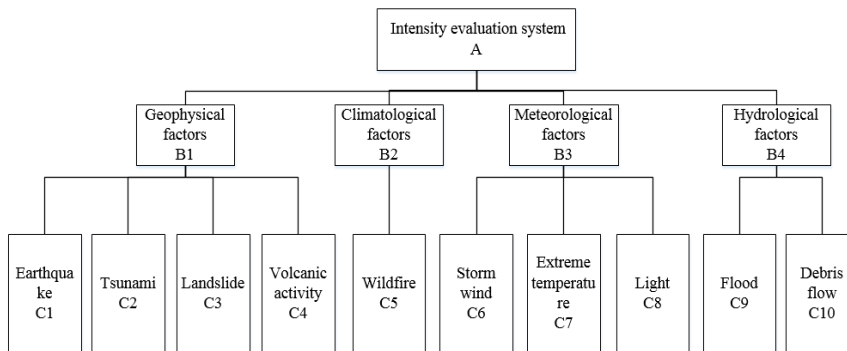 Intensity evaluation system
A
Geophysical
factors
B1
Climatological
factors
B2
Meteorological
factors
B3
Hydrological
factors
B4
Earthqua
ke
C1
Tsunami
C2
Landslide
C3
Volcanic
activity
C4
Wildfire
C5
Storm
wind
C6
Extreme
temperatu
re
C7
Light
C8
Flood
C9
Debris
flow
C10